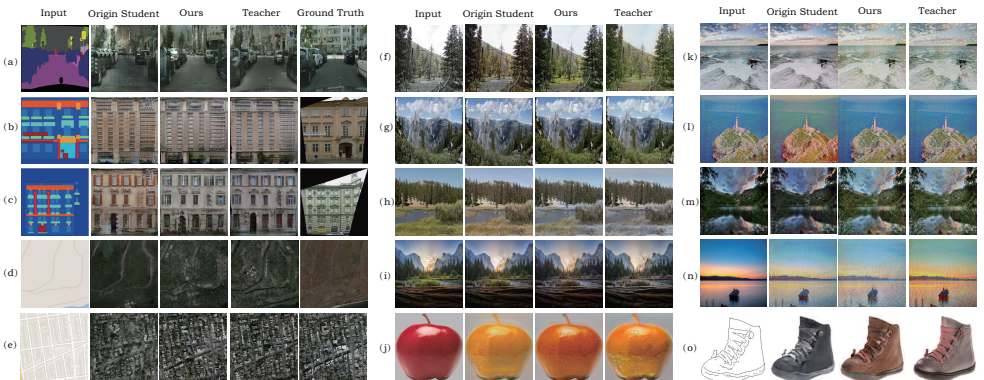 Input Origin Student Ours Teacher Ground Truth
(a)
(b)
(c)
(d)
(e)
Input Origin Student Ours Teacher
(f)
(g)
(h)
(i)
(j)
Input Origin Student Ours Teacher
(k)
(l)
(m)
(n)
(o)